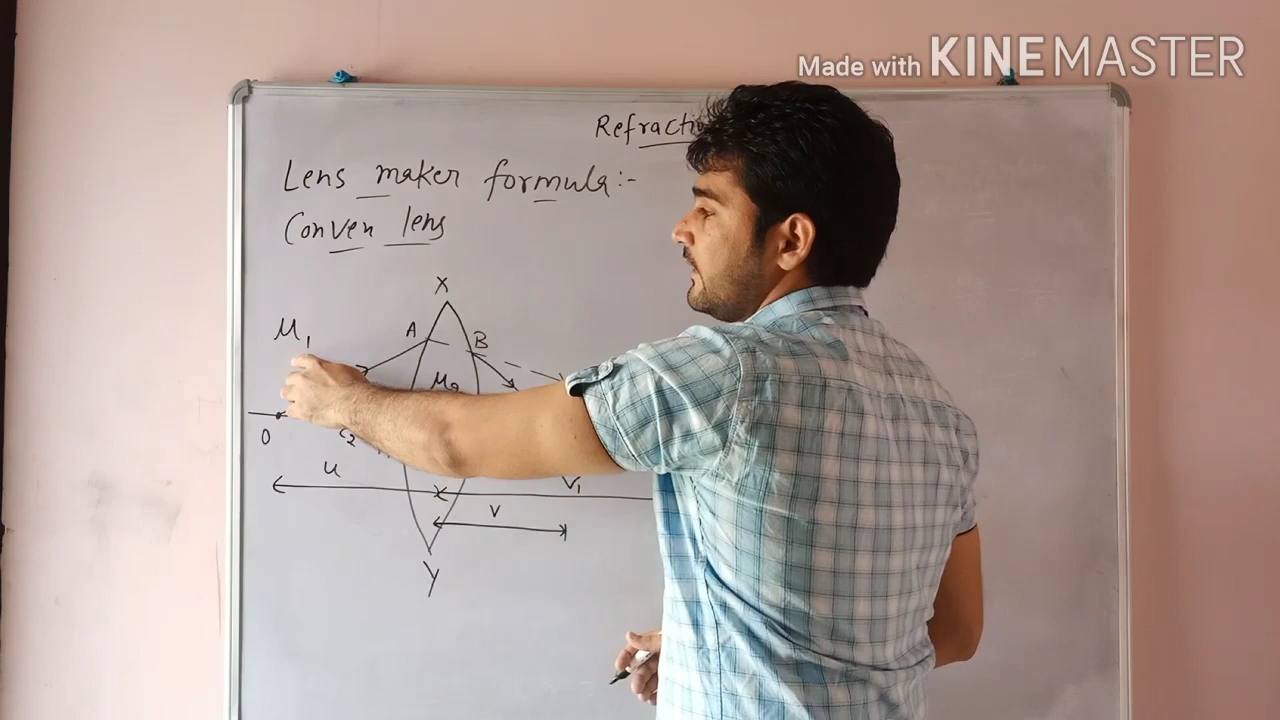 Made with KINEMASTER
Refracti
Lens maker formula:-
Conven lens
X
μ1
A
B
μ2
O
C2
u
V1
V
Y